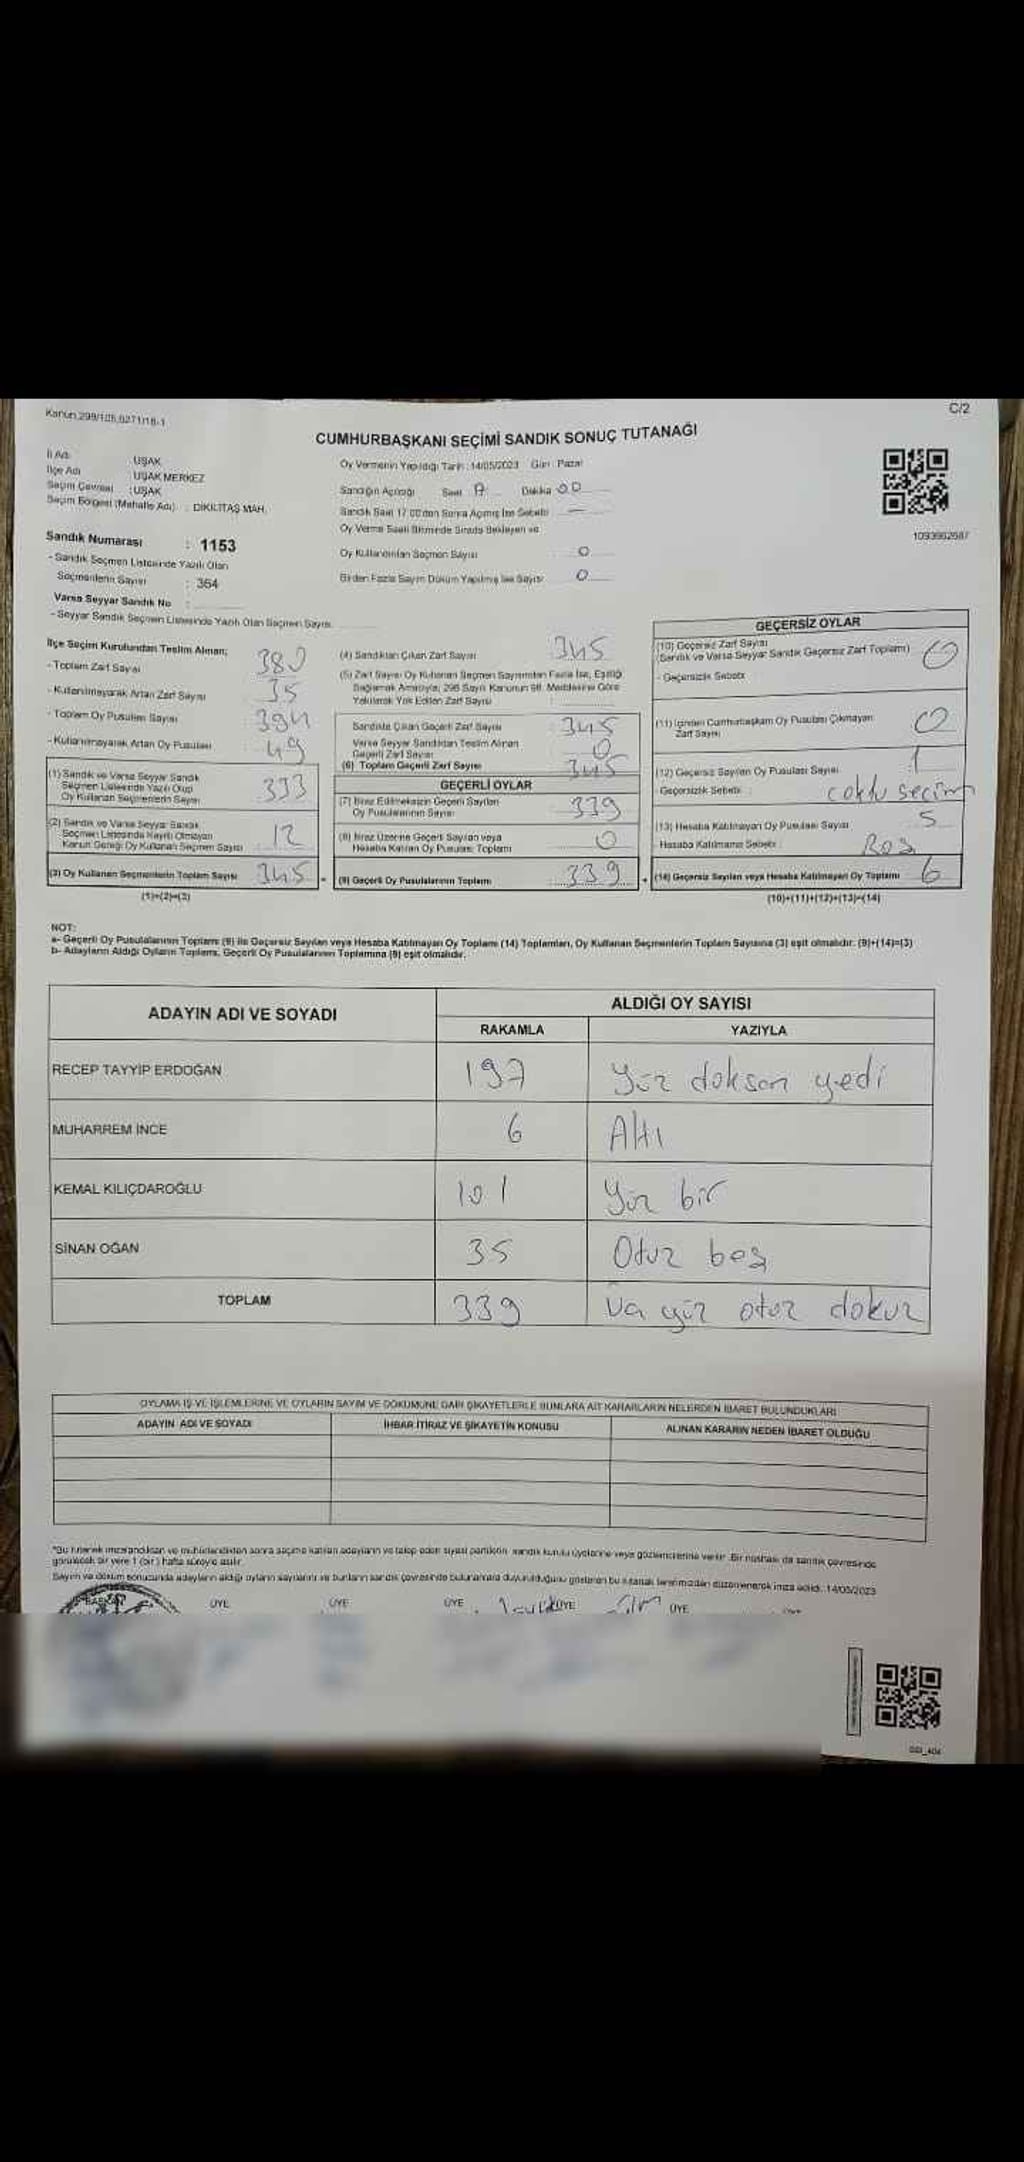 Kanun.298/105,6271/18-1
C/2
CUMHURBAŞKANI SEÇİMİ SANDIK SONUÇ TUTANAĞI
İl Adı : UŞAK
İlçe Adı : UŞAK MERKEZ
Seçim Çevresi : UŞAK
Seçim Bölgesi (Mahalle Adı) : DİKİLİTAŞ MAH.
Sandık Numarası : 1153
- Sandık Seçmen Listesinde Yazılı Olan
Seçmenlerin Sayısı : 364
Varsa Seyyar Sandık No :
- Seyyar Sandık Seçmen Listesinde Yazılı Olan Seçmen Sayısı
Oy Vermenin Yapıldığı Tarih : 14/05/2023 Gün : Pazar
Sandığın Açıldığı Saat Dakika 00
Sandık Saat 17.00'den Sonra Açılmış İse Sebebi —
Oy Verme Saati Bitiminde Sırada Bekleyen ve
Oy Kullandırılan Seçmen Sayısı 0
Birden Fazla Sayım Döküm Yapılmış İse Sayısı 0
1093962687
İlçe Seçim Kurulundan Teslim Alınan;
- Toplam Zarf Sayısı 380
- Kullanılmayarak Artan Zarf Sayısı 35
- Toplam Oy Pusulası Sayısı 394
- Kullanılmayarak Artan Oy Pusulası 49
(1) Sandık ve Varsa Seyyar Sandık
Seçmen Listesinde Yazılı Olup
Oy Kullanan Seçmenlerin Sayısı 333
(2) Sandık ve Varsa Seyyar Sandık
Seçmen Listesinde Kayıtlı Olmayan
Kanun Gereği Oy Kullanan Seçmen Sayısı 12
(3) Oy Kullanan Seçmenlerin Toplam Sayısı 345
(1)+(2)=(3)
(4) Sandıktan Çıkan Zarf Sayısı 345
(5) Zarf Sayısı Oy Kullanan Seçmen Sayısından Fazla İse, Eşitliği
Sağlamak Amacıyla, 298 Sayılı Kanunun 98. Maddesine Göre
Yakılarak Yok Edilen Zarf Sayısı :
Sandıkta Çıkan Geçerli Zarf Sayısı 345
Varsa Seyyar Sandıktan Teslim Alınan
Geçerli Zarf Sayısı 0
(6) Toplam Geçerli Zarf Sayısı 345
GEÇERLİ OYLAR
(7) İtiraz Edilmeksizin Geçerli Sayılan
Oy Pusulalarının Sayısı 339
(8) İtiraz Üzerine Geçerli Sayılan veya
Hesaba Katılan Oy Pusulası Toplamı 0
(9) Geçerli Oy Pusulalarının Toplamı 339
GEÇERSİZ OYLAR
(10) Geçersiz Zarf Sayısı
(Sandık ve Varsa Seyyar Sandık Geçersiz Zarf Toplamı) 0
- Geçersizlik Sebebi
(11) İçinden Cumhurbaşkanı Oy Pusulası Çıkmayan
Zarf Sayısı 0
(12) Geçersiz Sayılan Oy Pusulası Sayısı 1
Geçersizlik Sebebi : çoklu seçim
(13) Hesaba Katılmayan Oy Pusulası Sayısı 5
Hesaba Katılmama Sebebi : Boş
(14) Geçersiz Sayılan veya Hesaba Katılmayan Oy Toplamı 6
(10)+(11)+(12)+(13)=(14)
NOT:
a- Geçerli Oy Pusulalarının Toplamı (9) ile Geçersiz Sayılan veya Hesaba Katılmayan Oy Toplamı (14) Toplamları, Oy Kullanan Seçmenlerin Toplam Sayısına (3) eşit olmalıdır. (9)+(14)=(3)
b- Adayların Aldığı Oyların Toplamı, Geçerli Oy Pusulalarının Toplamına (9) eşit olmalıdır.
ADAYIN ADI VE SOYADI ALDIĞI OY SAYISI
RAKAMLA YAZIYLA
RECEP TAYYİP ERDOĞAN 197 Yüz doksan yedi
MUHARREM İNCE 6 Altı
KEMAL KILIÇDAROĞLU 101 Yüz bir
SİNAN OĞAN 35 Otuz beş
TOPLAM 339 Üç yüz otuz dokuz
OYLAMA İŞ VE İŞLEMLERİNE VE OYLARIN SAYIM VE DÖKÜMÜNE DAİR ŞİKAYETLERLE BUNLARA AİT KARARLARIN NELERDEN İBARET BULUNDUKLARI
ADAYIN ADI VE SOYADI İHBAR İTİRAZ VE ŞİKAYETİN KONUSU ALINAN KARARIN NEDEN İBARET OLDUĞU
*Bu tutanak imzalandıktan ve mühürlendikten sonra seçime katılan adayların ve talep eden siyasi partilerin sandık kurulu üyelerine veya gözlemcilerine verilir. Bir nüshası da sandık çevresinde
görülecek bir yere 1 (bir) hafta süreyle asılır.
Sayım ve döküm sonucunda adayların aldığı oyların sayılarını ve bunların sandık çevresinde bulunanlara duyurulduğunu gösteren bu tutanak tarafımızdan düzenlenerek imza edildi. 14/05/2023
BAŞKAN ÜYE ÜYE ÜYE ÜYE ÜYE ÜYE